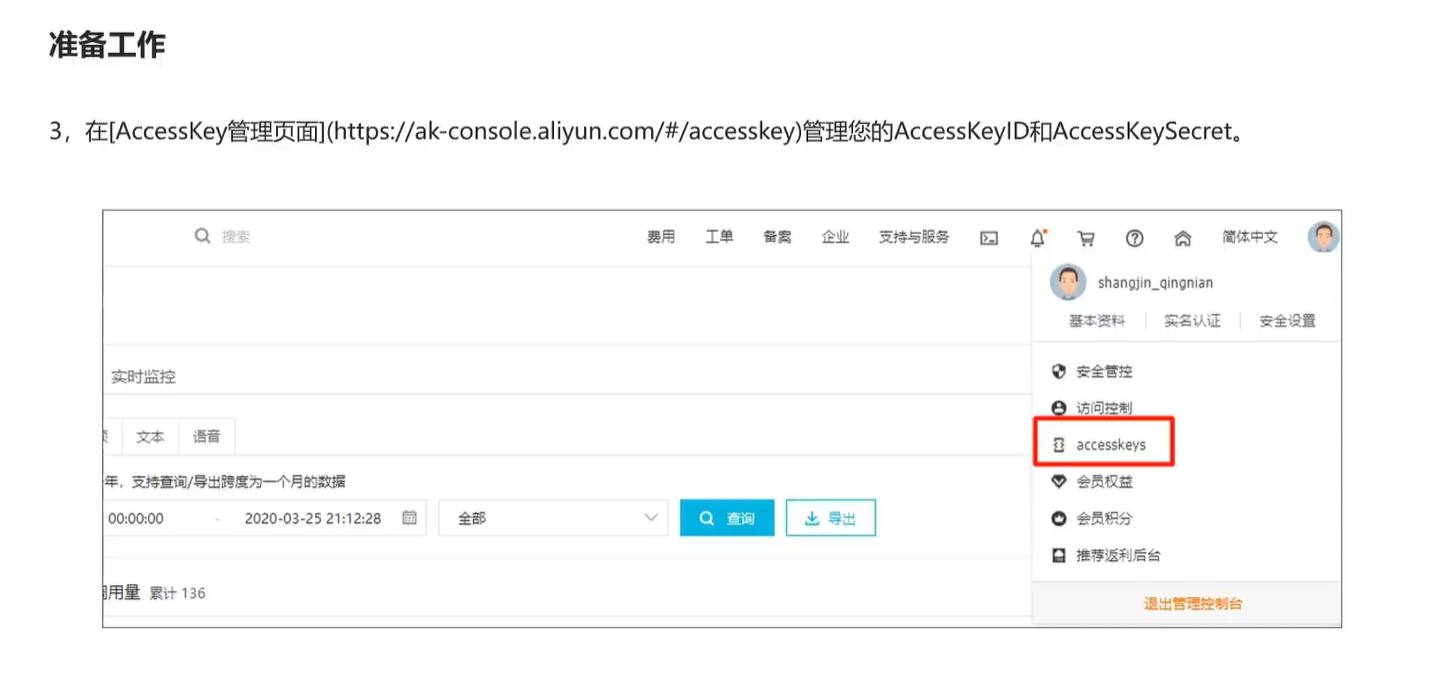 准备工作
3，在[AccessKey管理页面](https://ak-console.aliyun.com/#/accesskey)管理您的AccessKeyID和AccessKeySecret。
搜索 费用 工单 备案 企业 支持与服务 简体中文
shangjin_qingnian
基本资料 实名认证 安全设置
安全管控
实时监控
访问控制
文本 语音
accesskeys
年，支持查询/导出跨度为一个月的数据
会员权益
00:00:00 - 2020-03-25 21:12:28 全部 查询 导出
会员积分
推荐返利后台
用量 累计 136
退出管理控制台